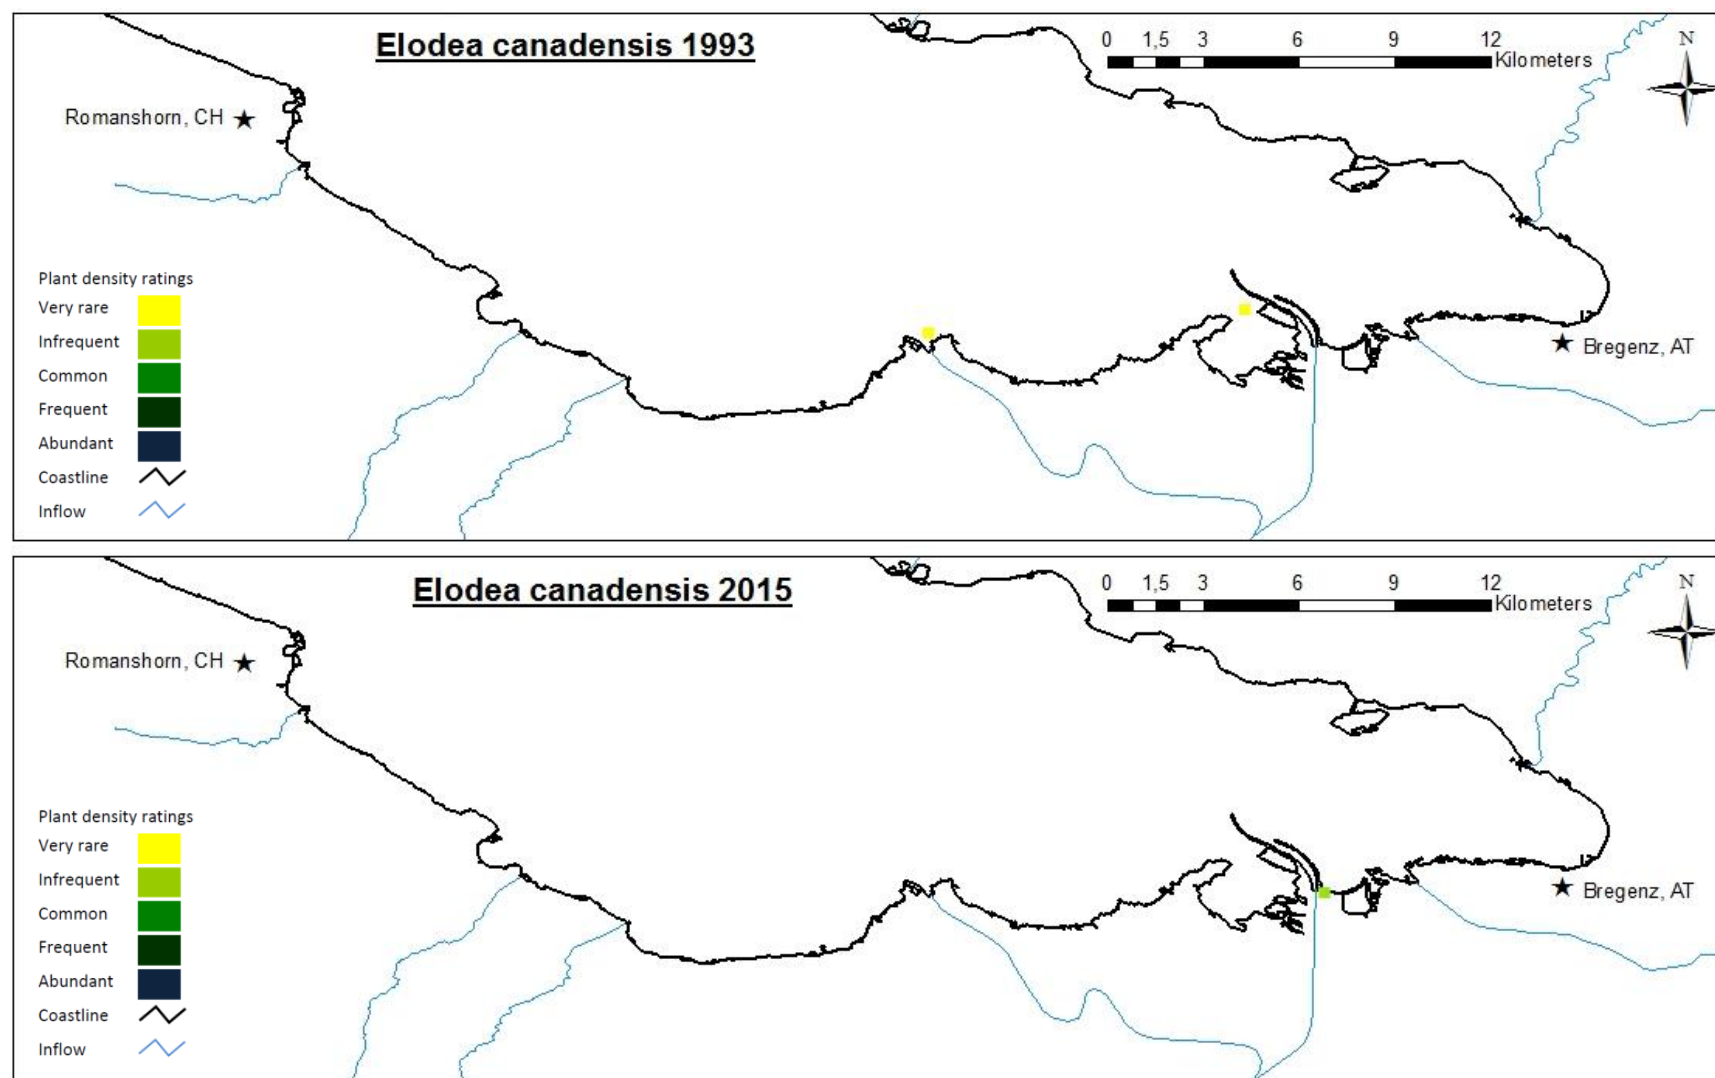 Elodea canadensis 1993
0 1,5 3 6 9 12
Kilometers
N
Romanshorn, CH
Plant density ratings
Very rare
Infrequent
Common
Frequent
Abundant
Coastline
Inflow
Bregenz, AT
Elodea canadensis 2015
0 1,5 3 6 9 12
Kilometers
N
Romanshorn, CH
Plant density ratings
Very rare
Infrequent
Common
Frequent
Abundant
Coastline
Inflow
Bregenz, AT